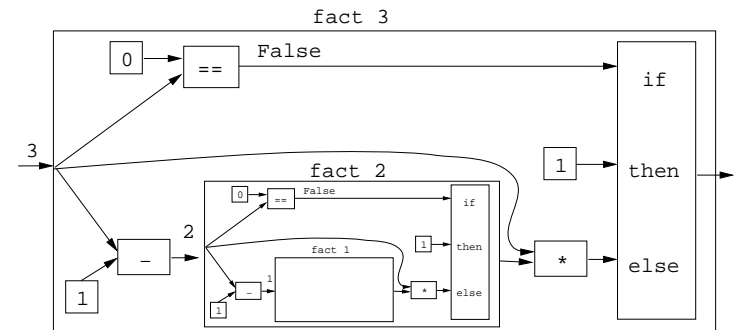 fact 3
0
==
False
if
3
1
then
fact 2
0
==
False
if
2
fact 1
1
then
−
*
else
1
1
−
*
else
1